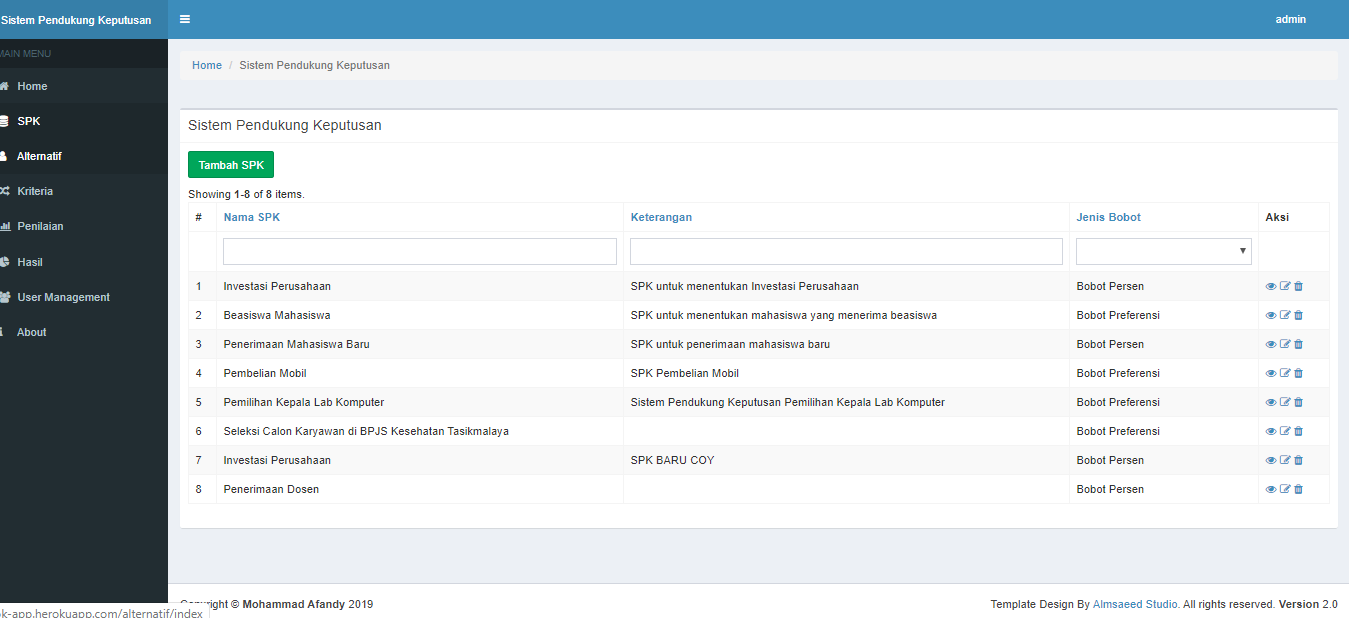 Sistem Pendukung Keputusan
admin
MAIN MENU
Home / Sistem Pendukung Keputusan
Home
SPK
Alternatif
Kriteria
Penilaian
Hasil
User Management
About
Sistem Pendukung Keputusan
Tambah SPK
Showing 1-8 of 8 items.
# Nama SPK Keterangan Jenis Bobot Aksi
1 Investasi Perusahaan SPK untuk menentukan Investasi Perusahaan Bobot Persen
2 Beasiswa Mahasiswa SPK untuk menentukan mahasiswa yang menerima beasiswa Bobot Preferensi
3 Penerimaan Mahasiswa Baru SPK untuk penerimaan mahasiswa baru Bobot Persen
4 Pembelian Mobil SPK Pembelian Mobil Bobot Preferensi
5 Pemilihan Kepala Lab Komputer Sistem Pendukung Keputusan Pemilihan Kepala Lab Komputer Bobot Preferensi
6 Seleksi Calon Karyawan di BPJS Kesehatan Tasikmalaya Bobot Preferensi
7 Investasi Perusahaan SPK BARU COY Bobot Persen
8 Penerimaan Dosen Bobot Persen
Copyright © Mohammad Afandy 2019
Template Design By Almsaeed Studio. All rights reserved. Version 2.0
k-app.herokuapp.com/alternatif/index